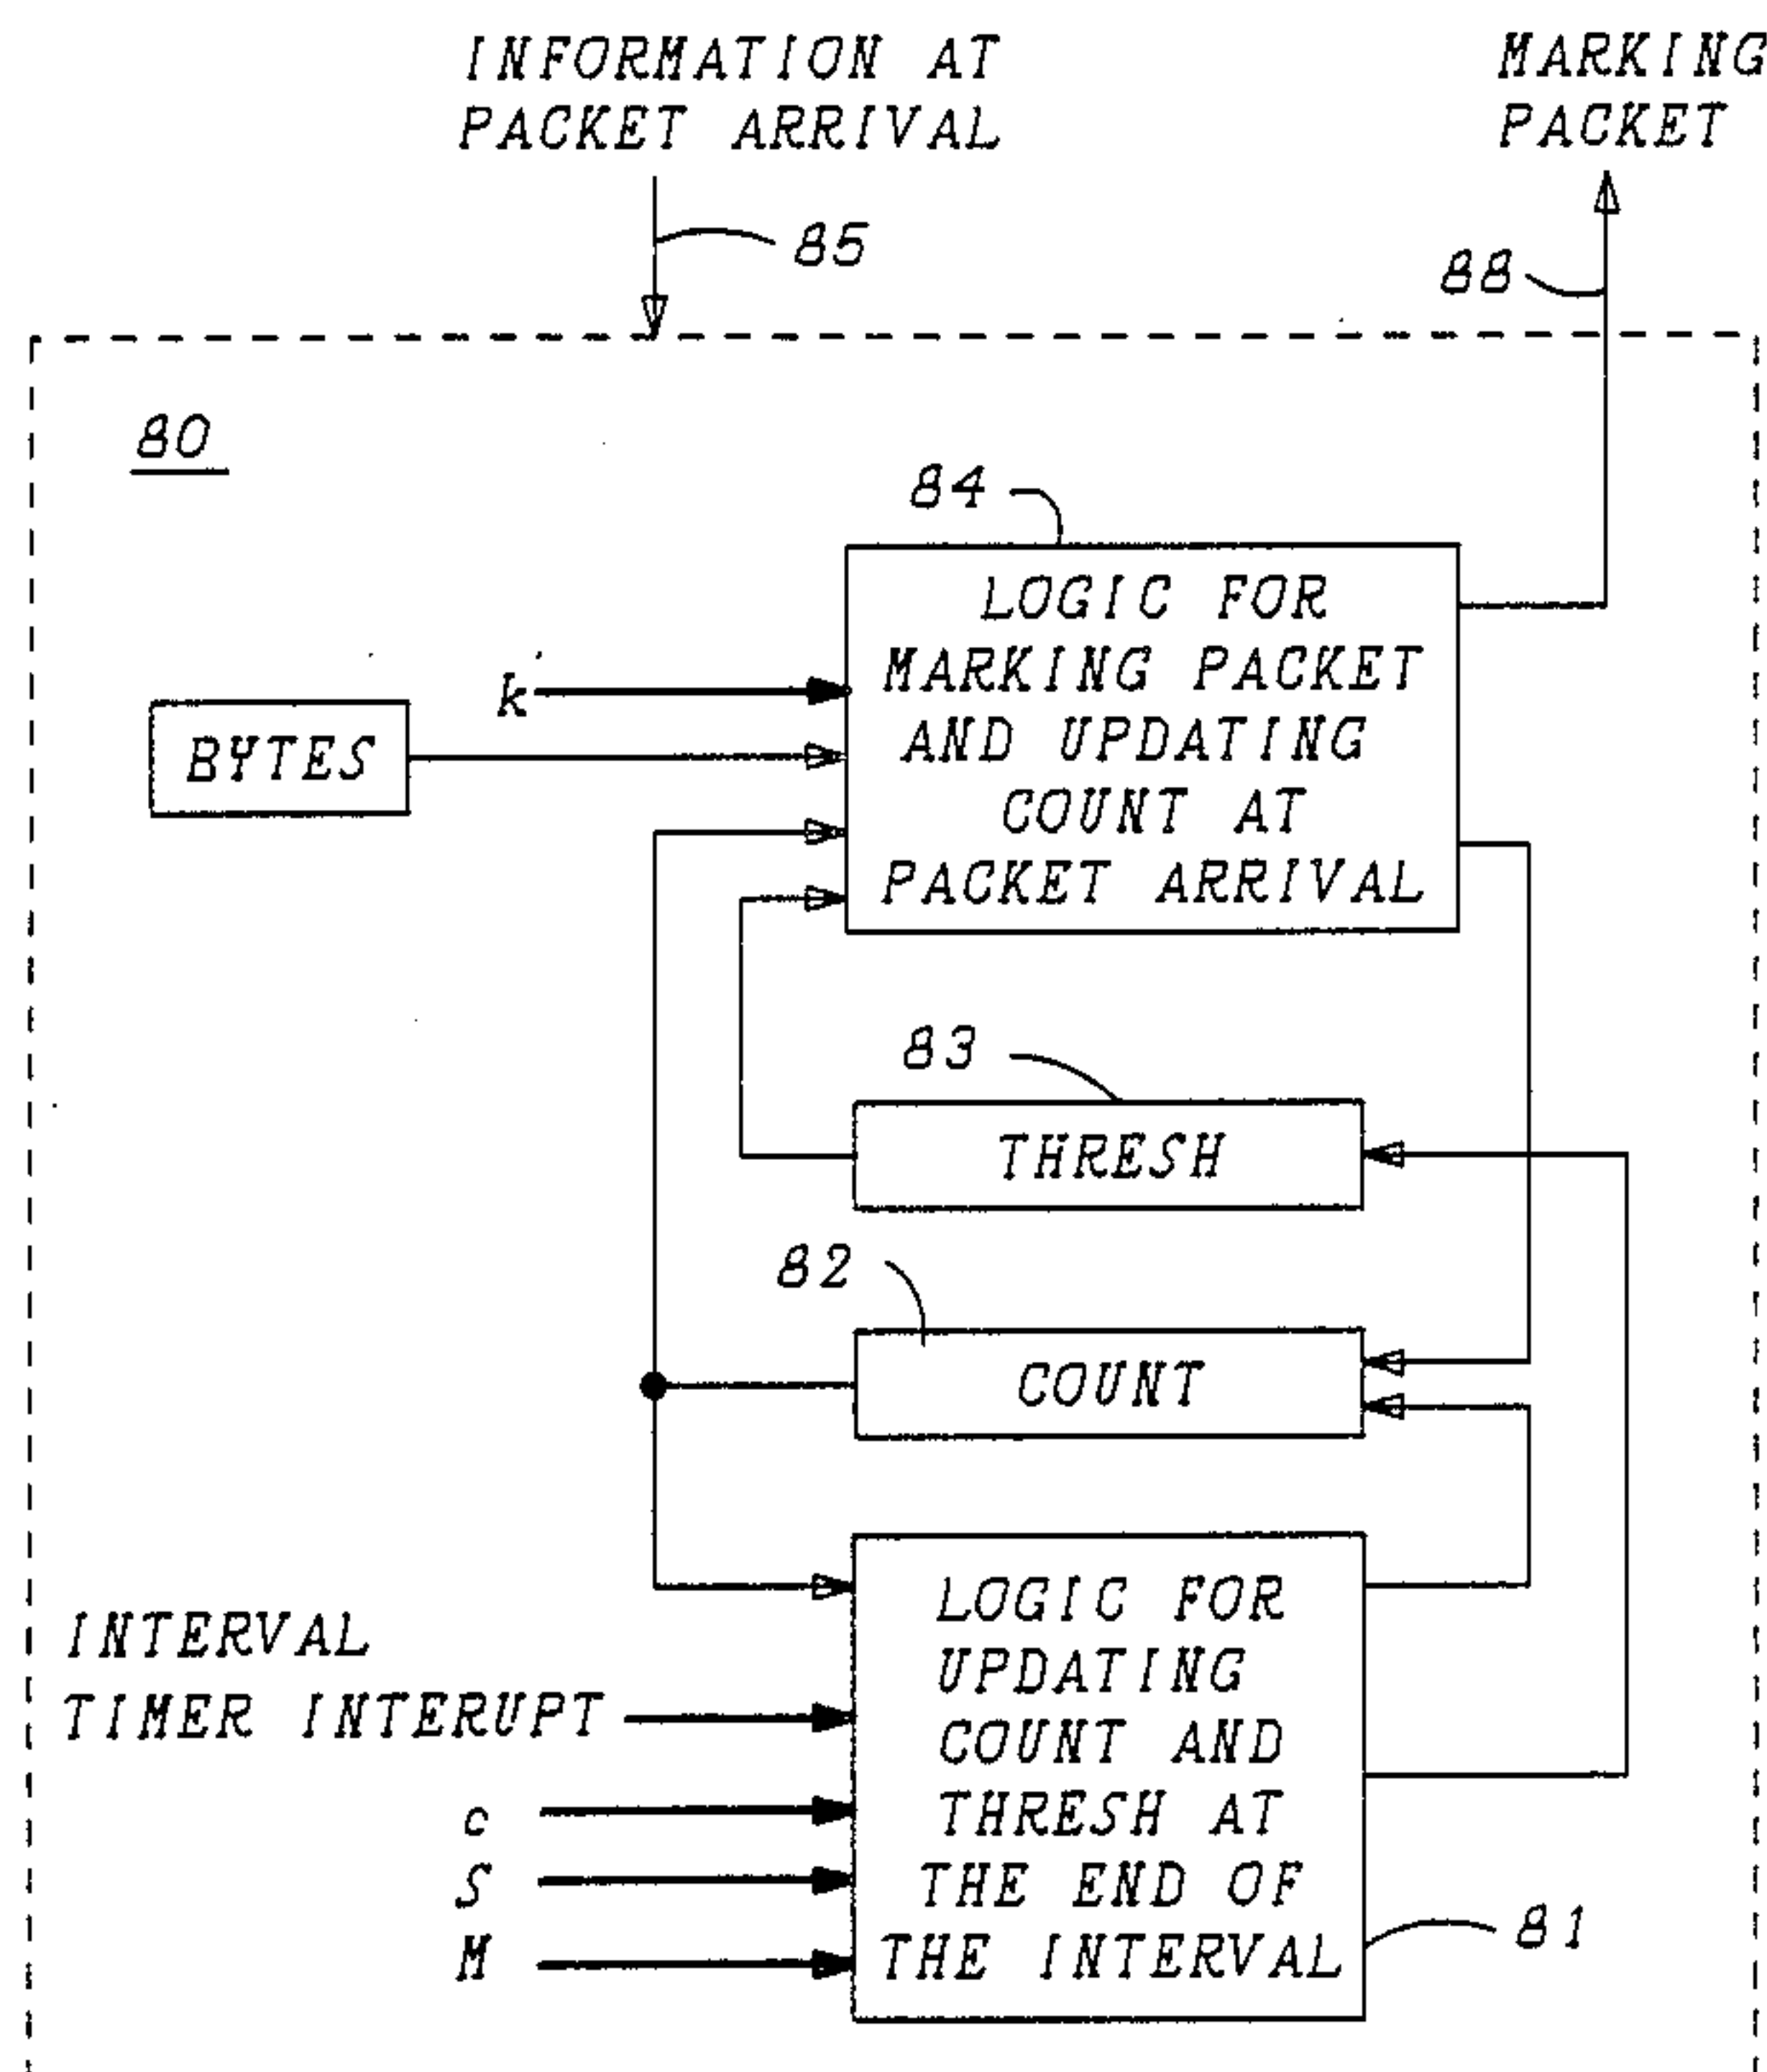 INFORMATION AT
PACKET ARRIVAL
MARKING
PACKET
85
88
80
84
LOGIC FOR
MARKING PACKET
AND UPDATING
COUNT AT
PACKET ARRIVAL
k
BYTES
83
THRESH
82
COUNT
LOGIC FOR
UPDATING
COUNT AND
THRESH AT
THE END OF
THE INTERVAL
INTERVAL
TIMER INTERUPT
c
S
M
81